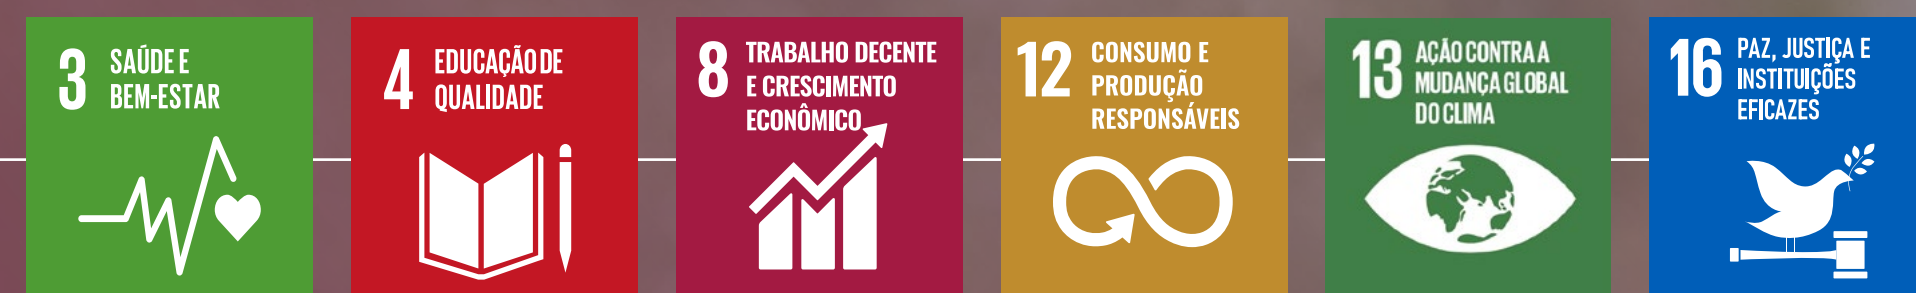 3 SAÚDE E
BEM-ESTAR
4 EDUCAÇÃO DE
QUALIDADE
8 TRABALHO DECENTE
E CRESCIMENTO
ECONÔMICO
12 CONSUMO E
PRODUÇÃO
RESPONSÁVEIS
13 AÇÃO CONTRA A
MUDANÇA GLOBAL
DO CLIMA
16 PAZ, JUSTIÇA E
INSTITUIÇÕES
EFICAZES